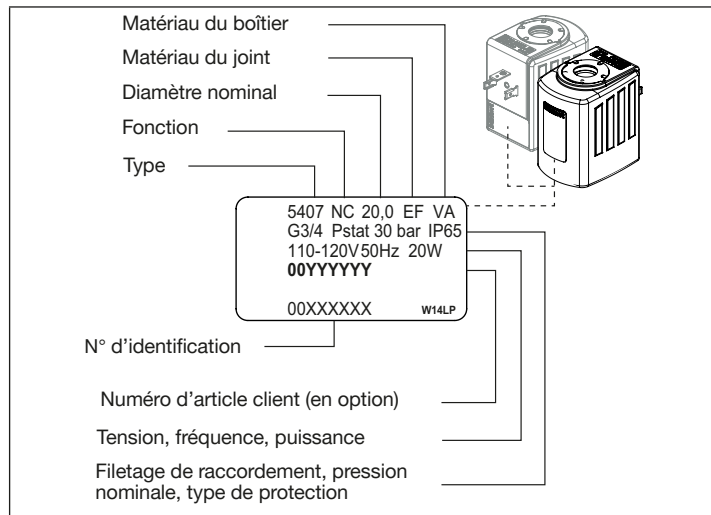 Matériau du boîtier
Matériau du joint
Diamètre nominal
Fonction
Type
5407 NC 20,0 EF VA
G3/4 Pstat 30 bar IP65
110-120V50Hz 20W
00YYYYYY
00XXXXXX W14LP
N° d’identification
Numéro d’article client (en option)
Tension, fréquence, puissance
Filetage de raccordement, pression
nominale, type de protection